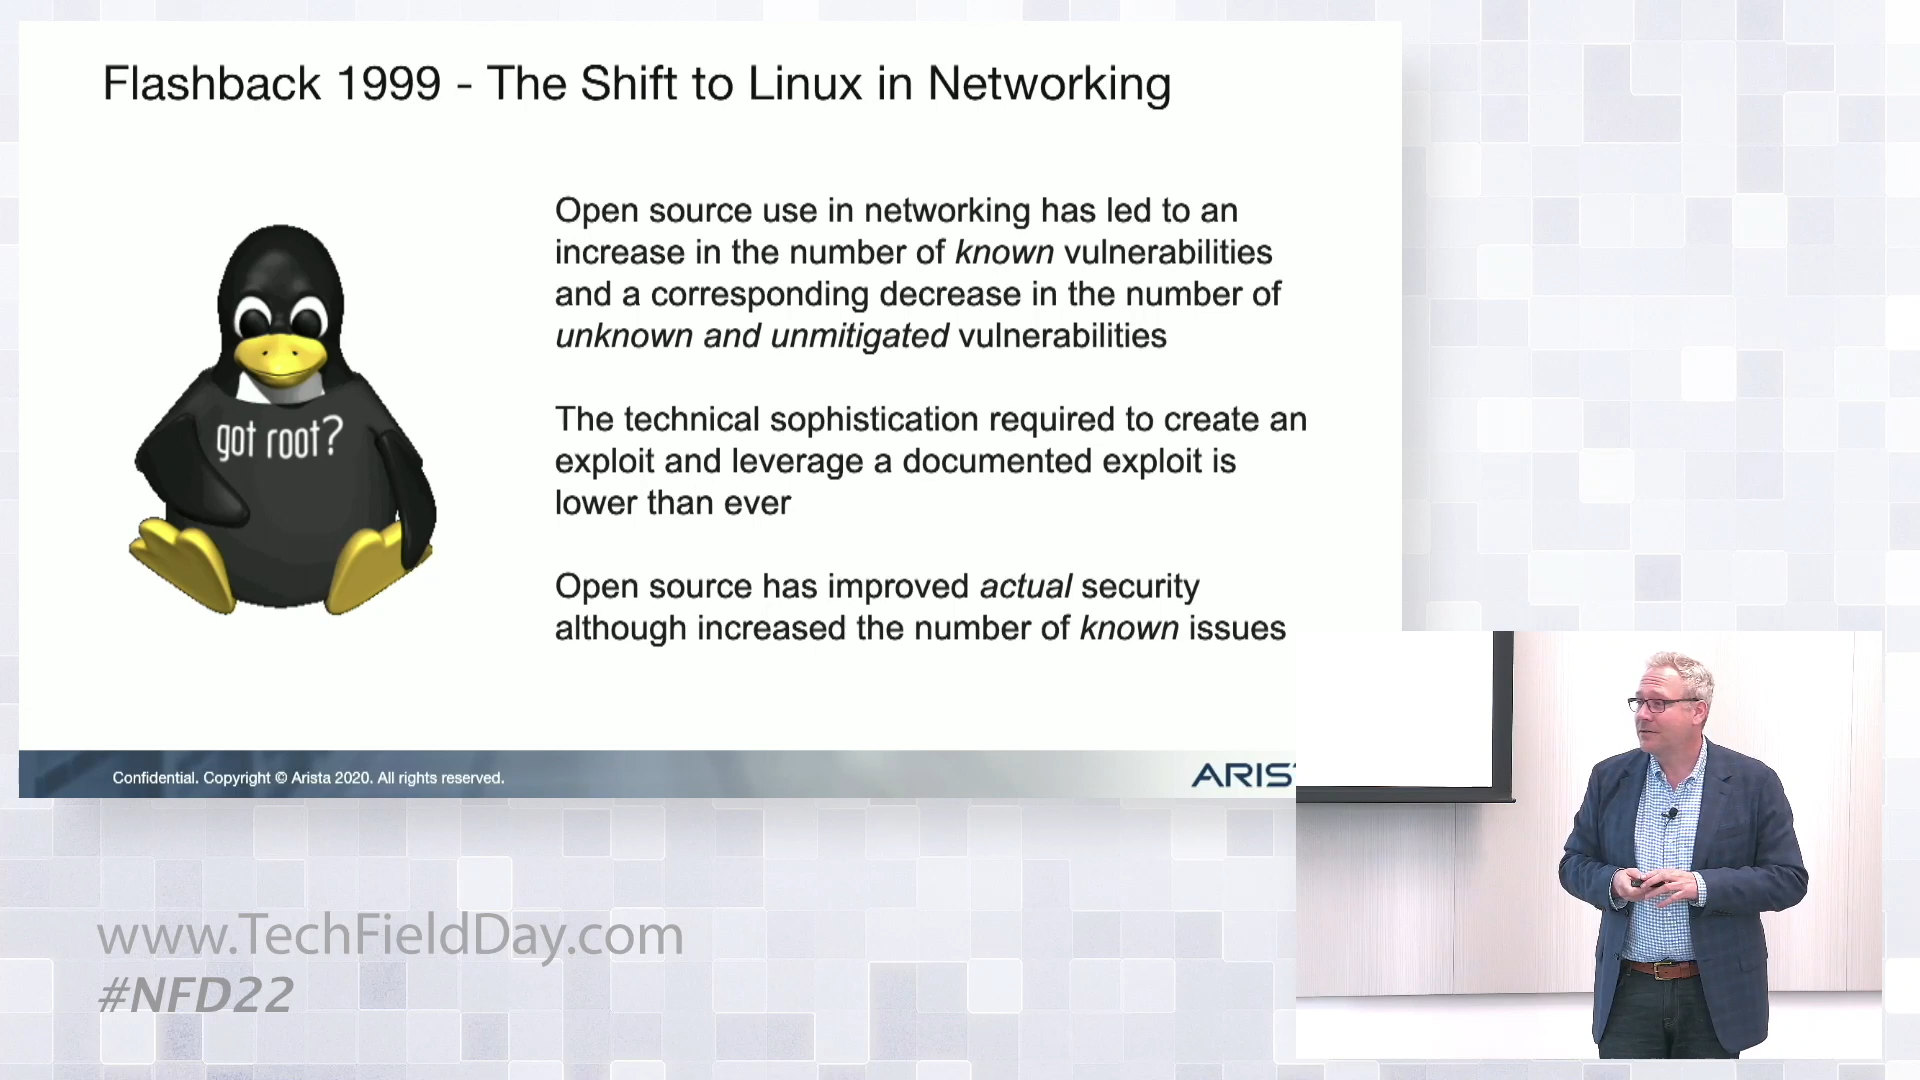 Flashback 1999 - The Shift to Linux in Networking
got root?
Open source use in networking has led to an
increase in the number of known vulnerabilities
and a corresponding decrease in the number of
unknown and unmitigated vulnerabilities
The technical sophistication required to create an
exploit and leverage a documented exploit is
lower than ever
Open source has improved actual security
although increased the number of known issues
Confidential. Copyright © Arista 2020. All rights reserved.
ARIS
www.TechFieldDay.com
#NFD22